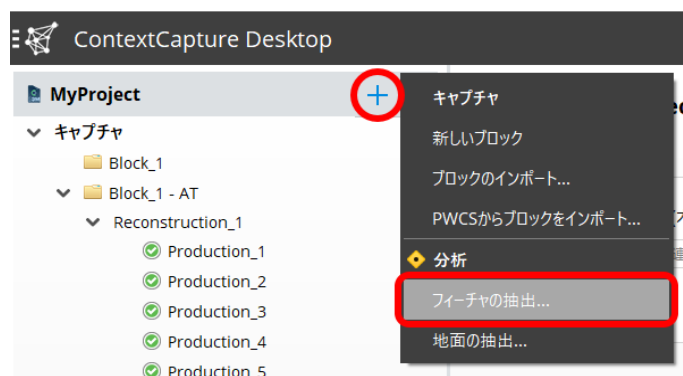 ContextCapture Desktop
MyProject
キャプチャ
Block_1
Block_1 - AT
Reconstruction_1
Production_1
Production_2
Production_3
Production_4
Production_5
キャプチャ
新しいブロック
ブロックのインポート...
PWCSからブロックをインポート...
分析
フィーチャの抽出...
地面の抽出...